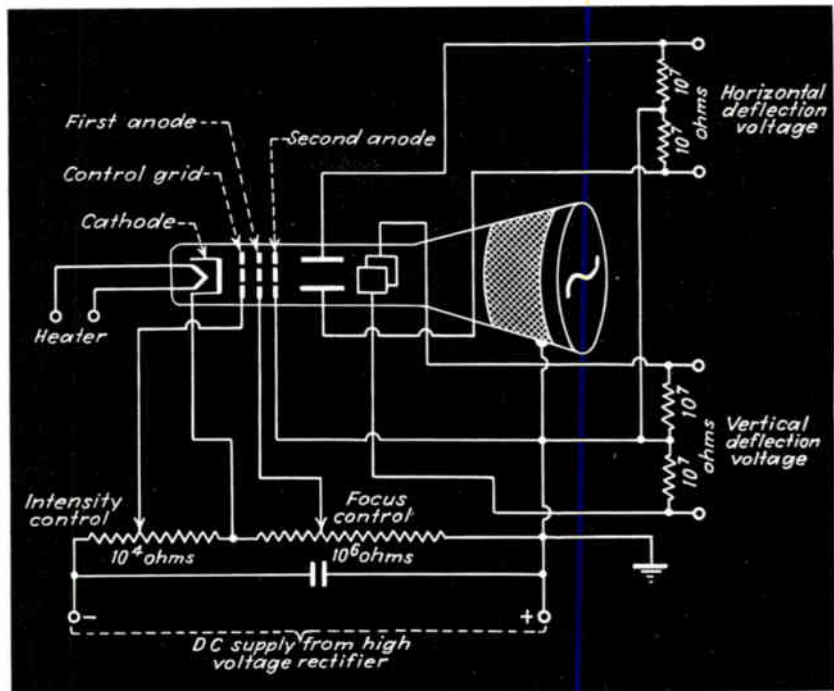 First anode
Second anode
Control grid
Cathode
Heater
Horizontal
deflection
voltage
10⁷
10⁷
ohms
Vertical
deflection
voltage
10⁷
10⁷
ohms
Intensity
control
10⁴ ohms
Focus
control
10⁶ ohms
-
+
DC supply from high
voltage rectifier